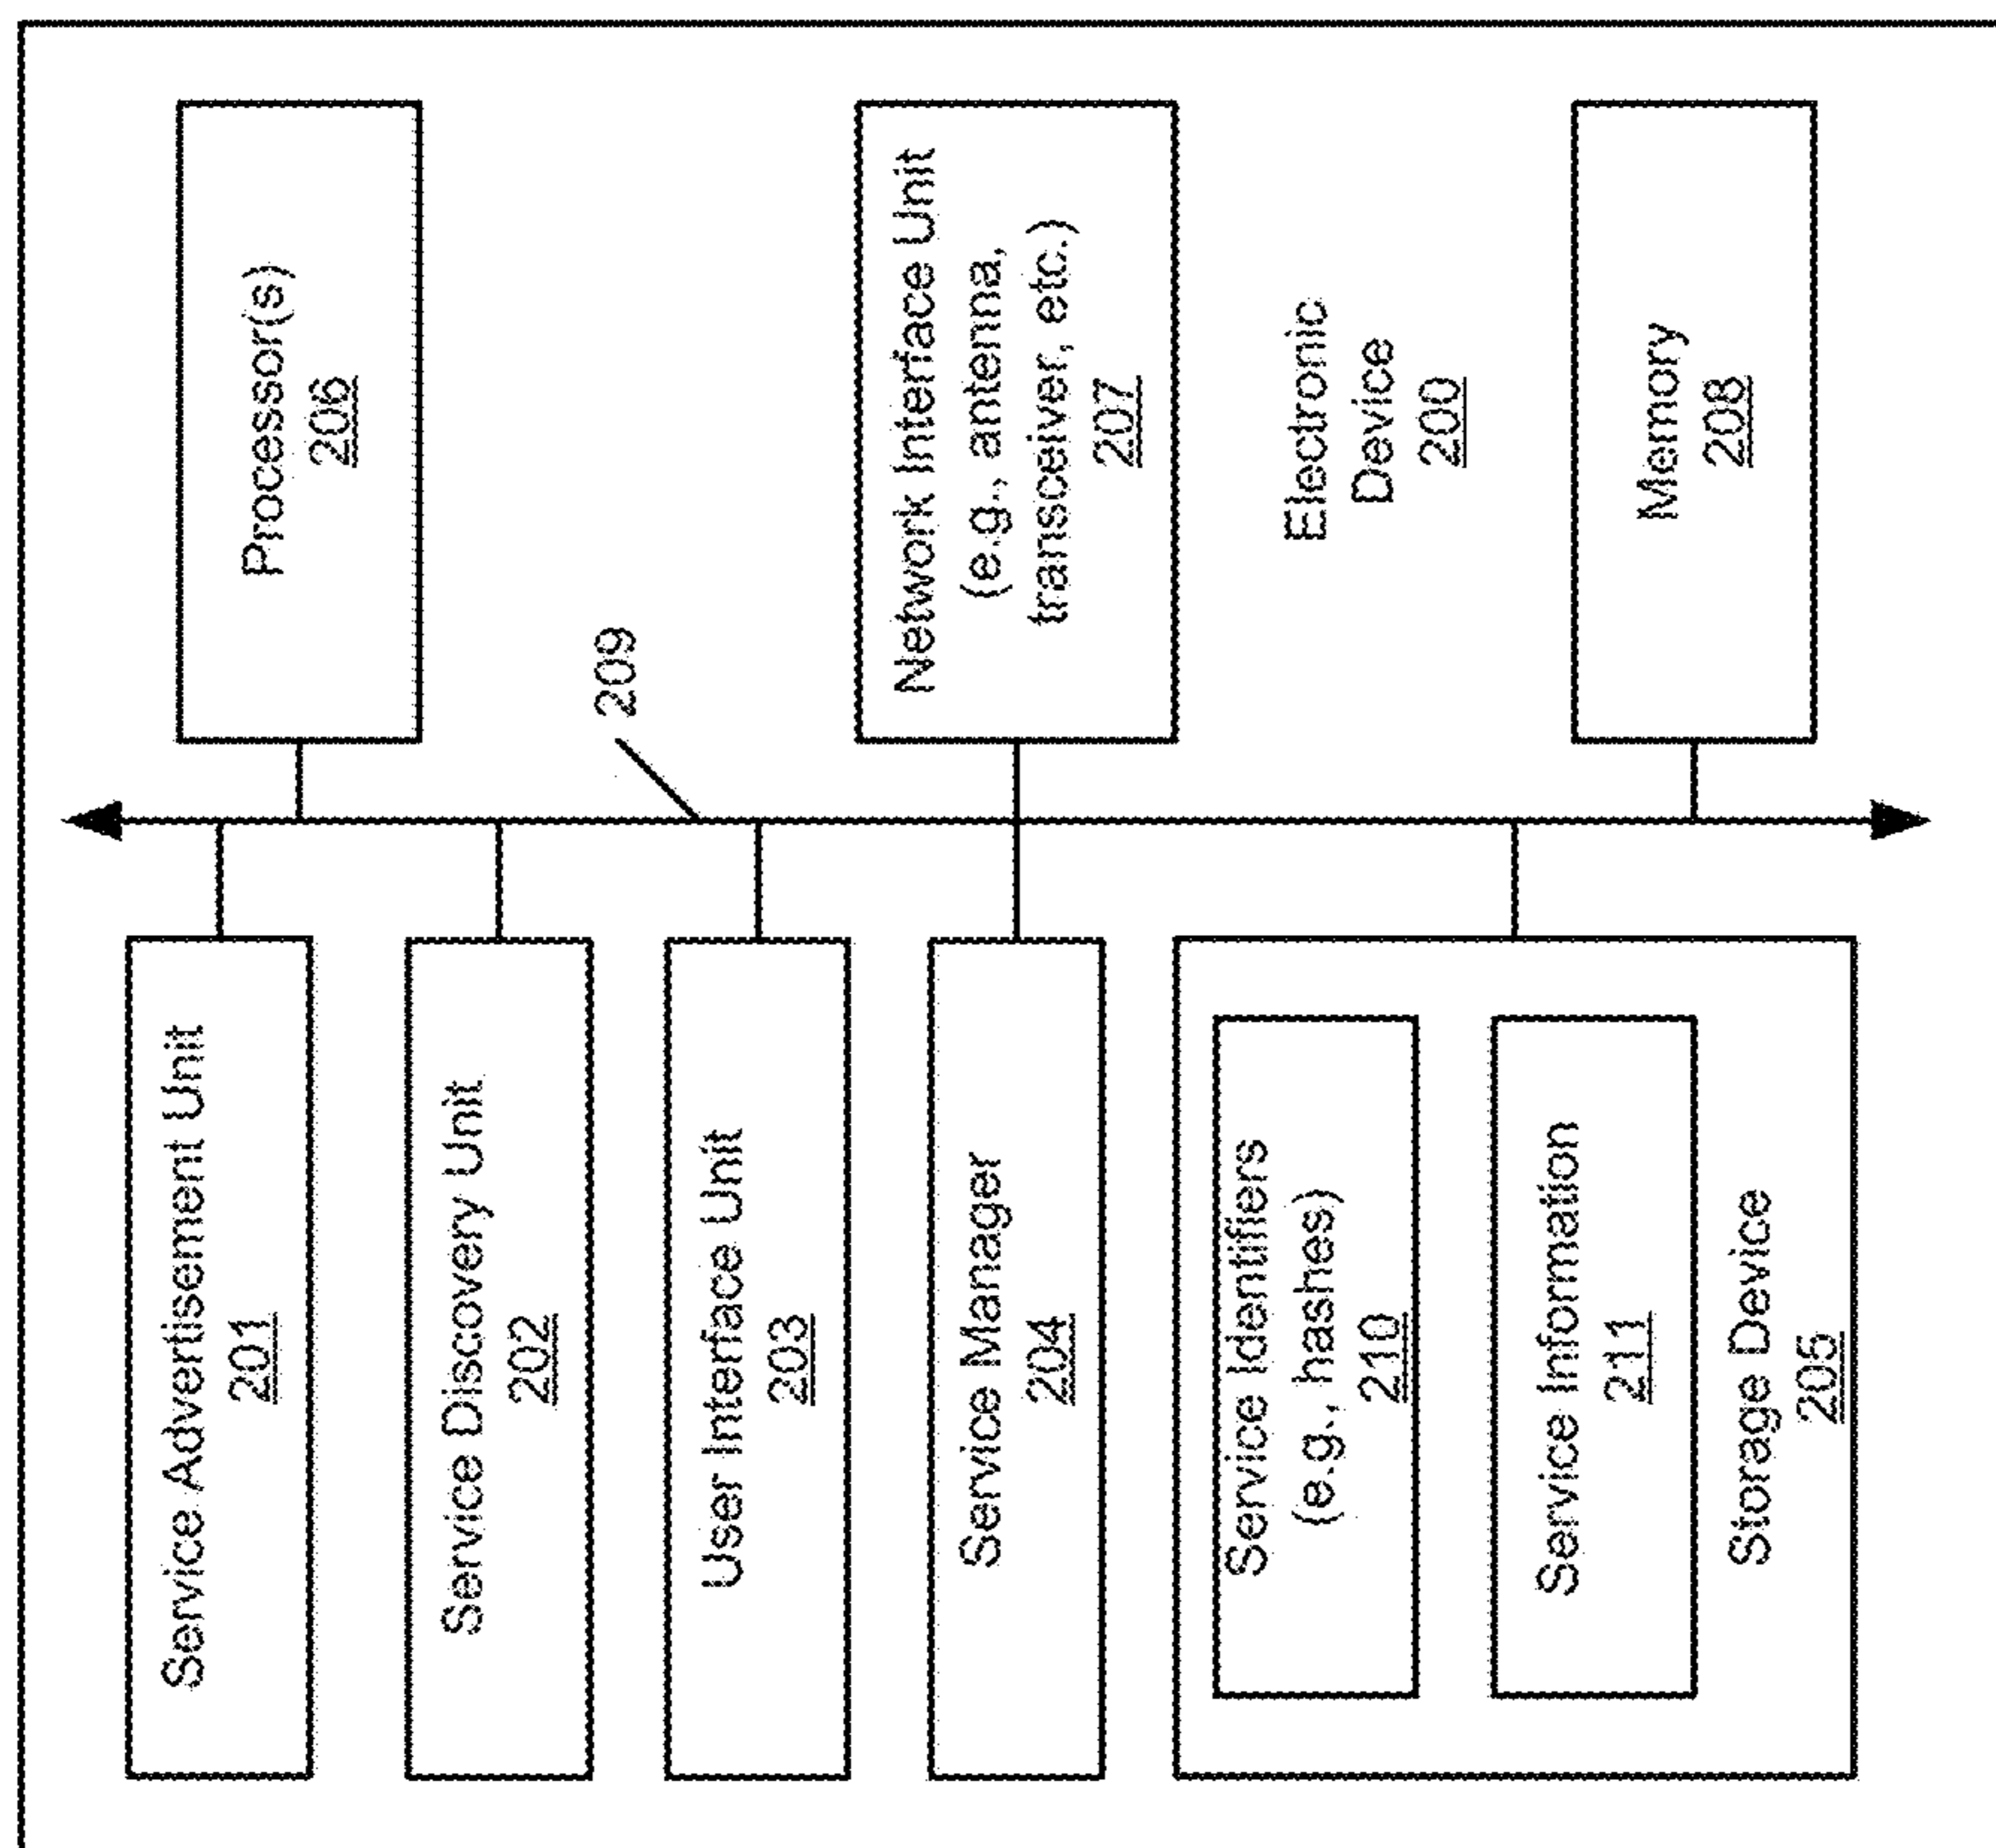 Service Advertisement Unit
201
Service Discovery Unit
202
User Interface Unit
203
Service Manager
204
Service Identifiers
(e.g., hashes)
210
Service Information
211
Storage Device
205
Processor(s)
206
209
Network Interface Unit
(e.g., antenna,
transceiver, etc.)
207
Electronic
Device
200
Memory
208